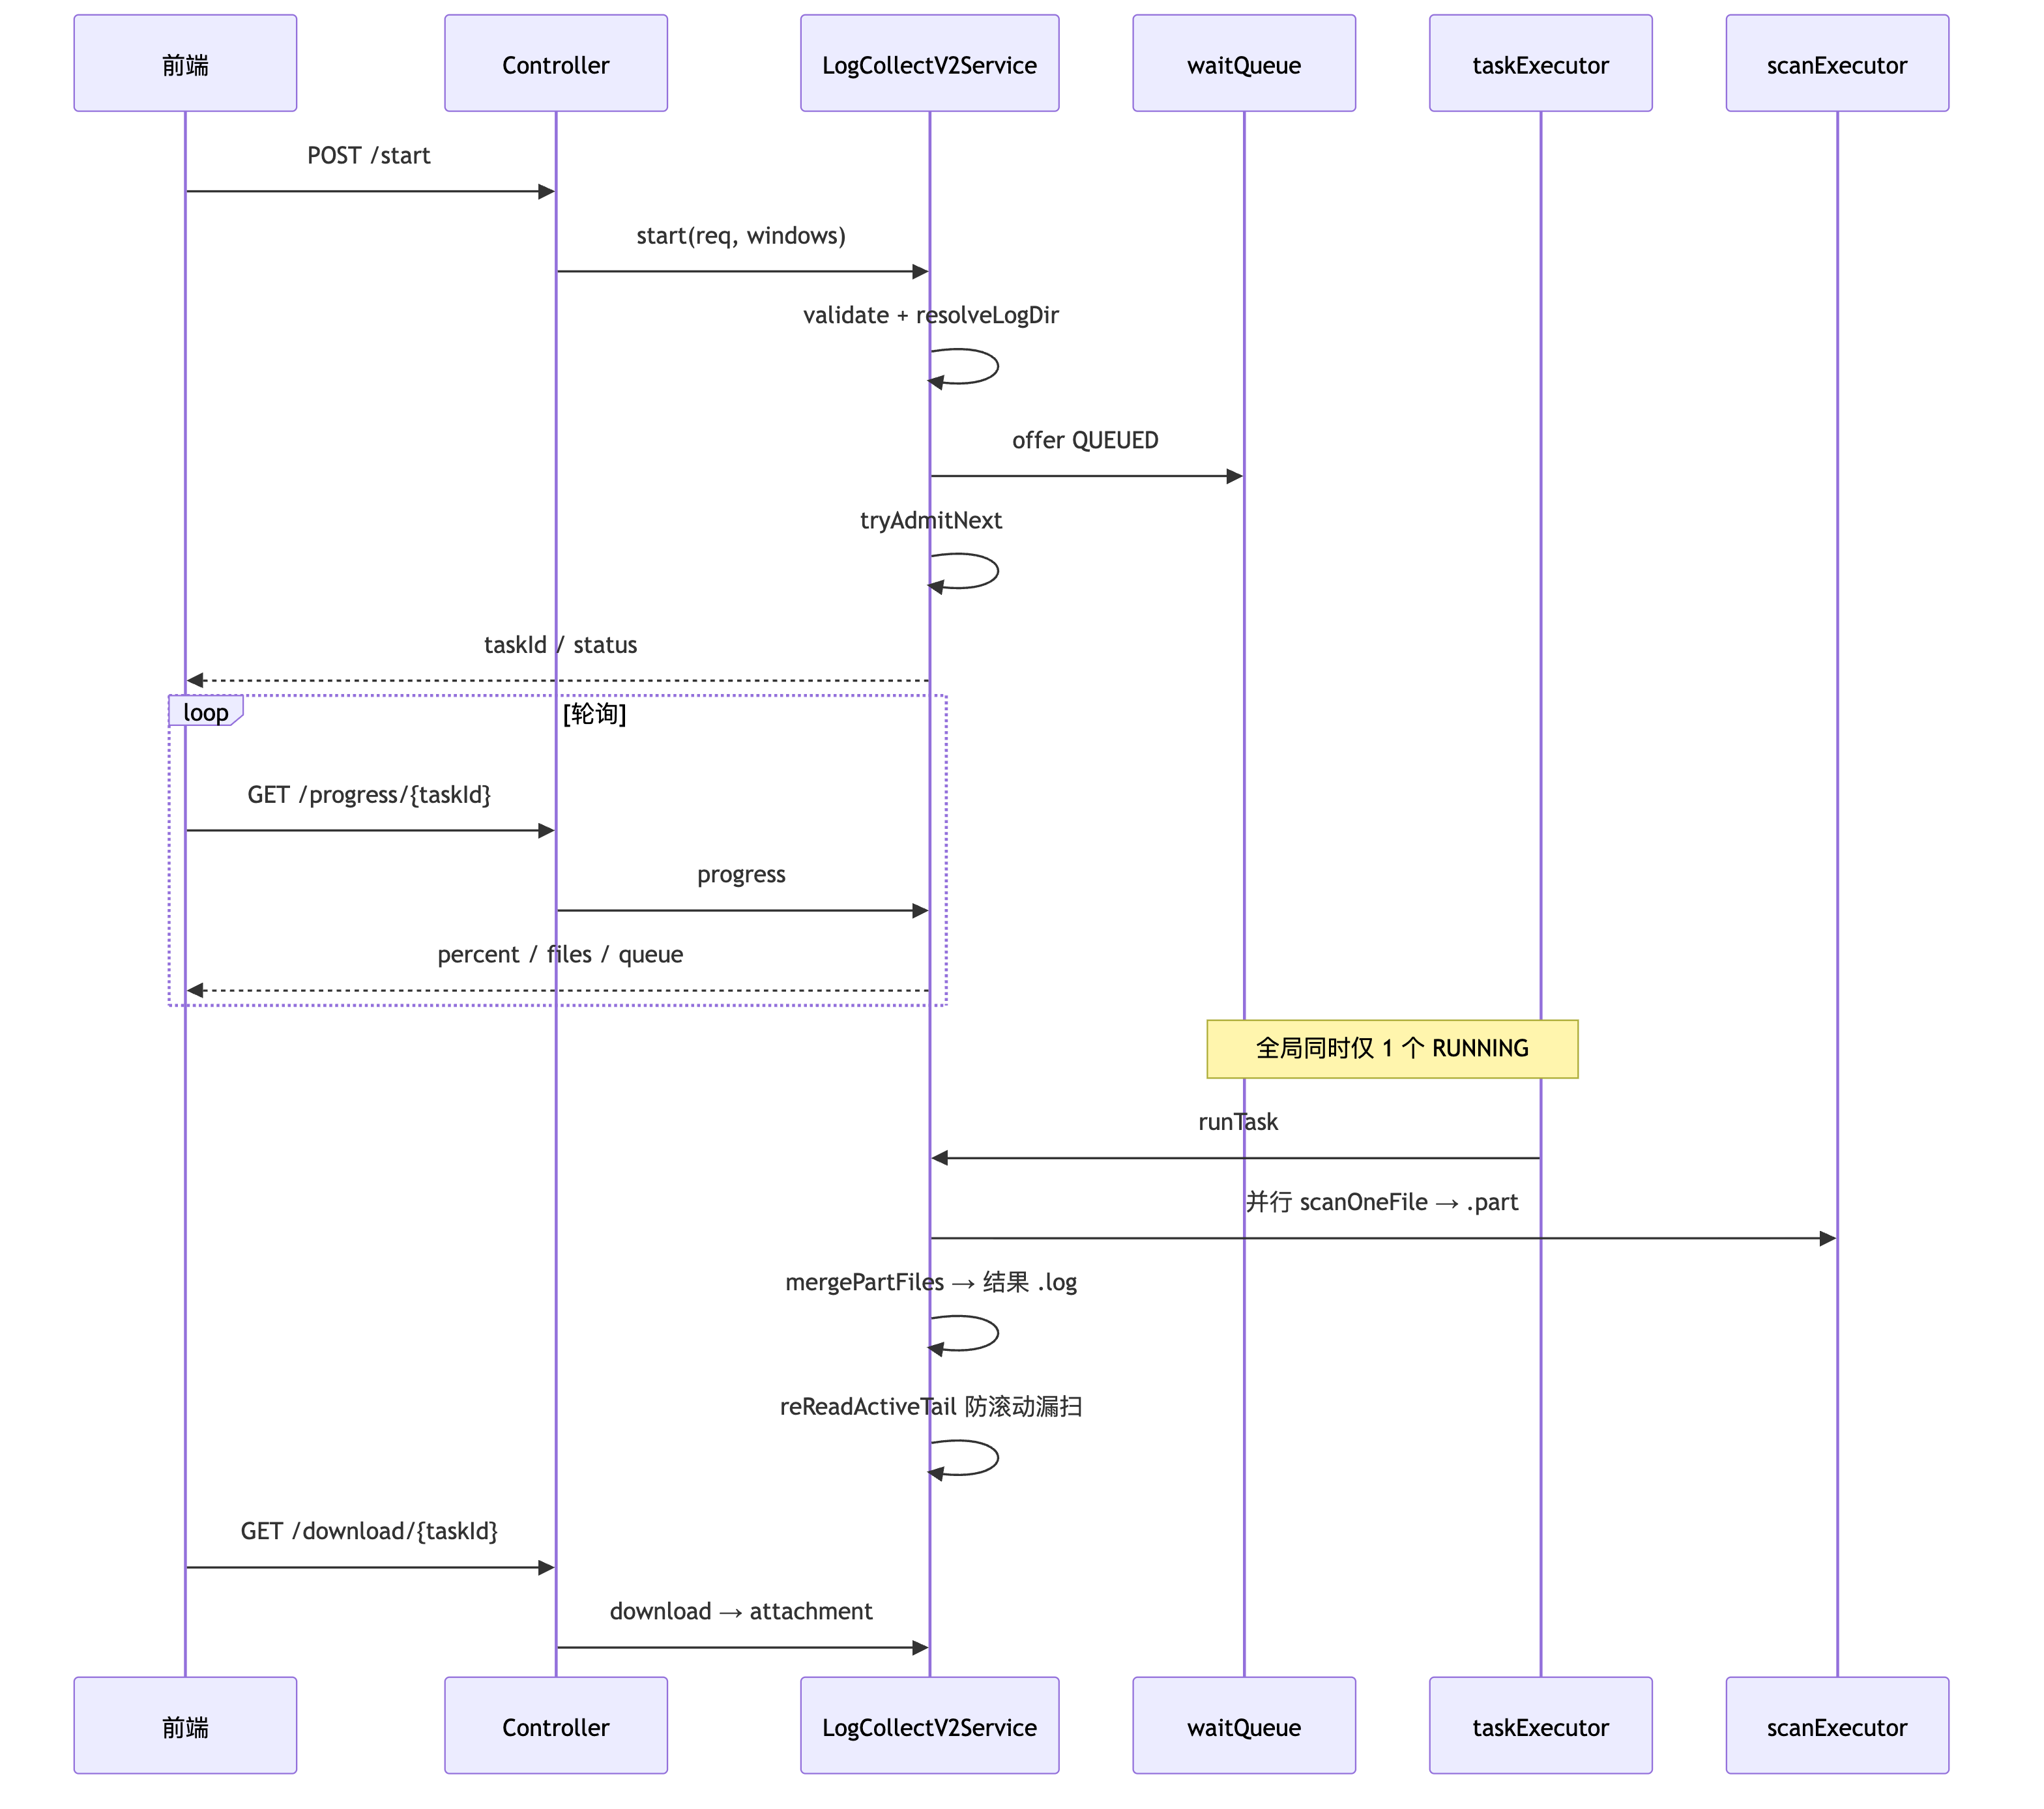 前端
Controller
LogCollectV2Service
waitQueue
taskExecutor
scanExecutor
POST /start
start(req, windows)
validate + resolveLogDir
offer QUEUED
tryAdmitNext
taskId / status
loop
[轮询]
GET /progress/{taskId}
progress
percent / files / queue
全局同时仅 1 个 RUNNING
runTask
并行 scanOneFile → .part
mergePartFiles → 结果 .log
reReadActiveTail 防滚动漏扫
GET /download/{taskId}
download → attachment
前端
Controller
LogCollectV2Service
waitQueue
taskExecutor
scanExecutor